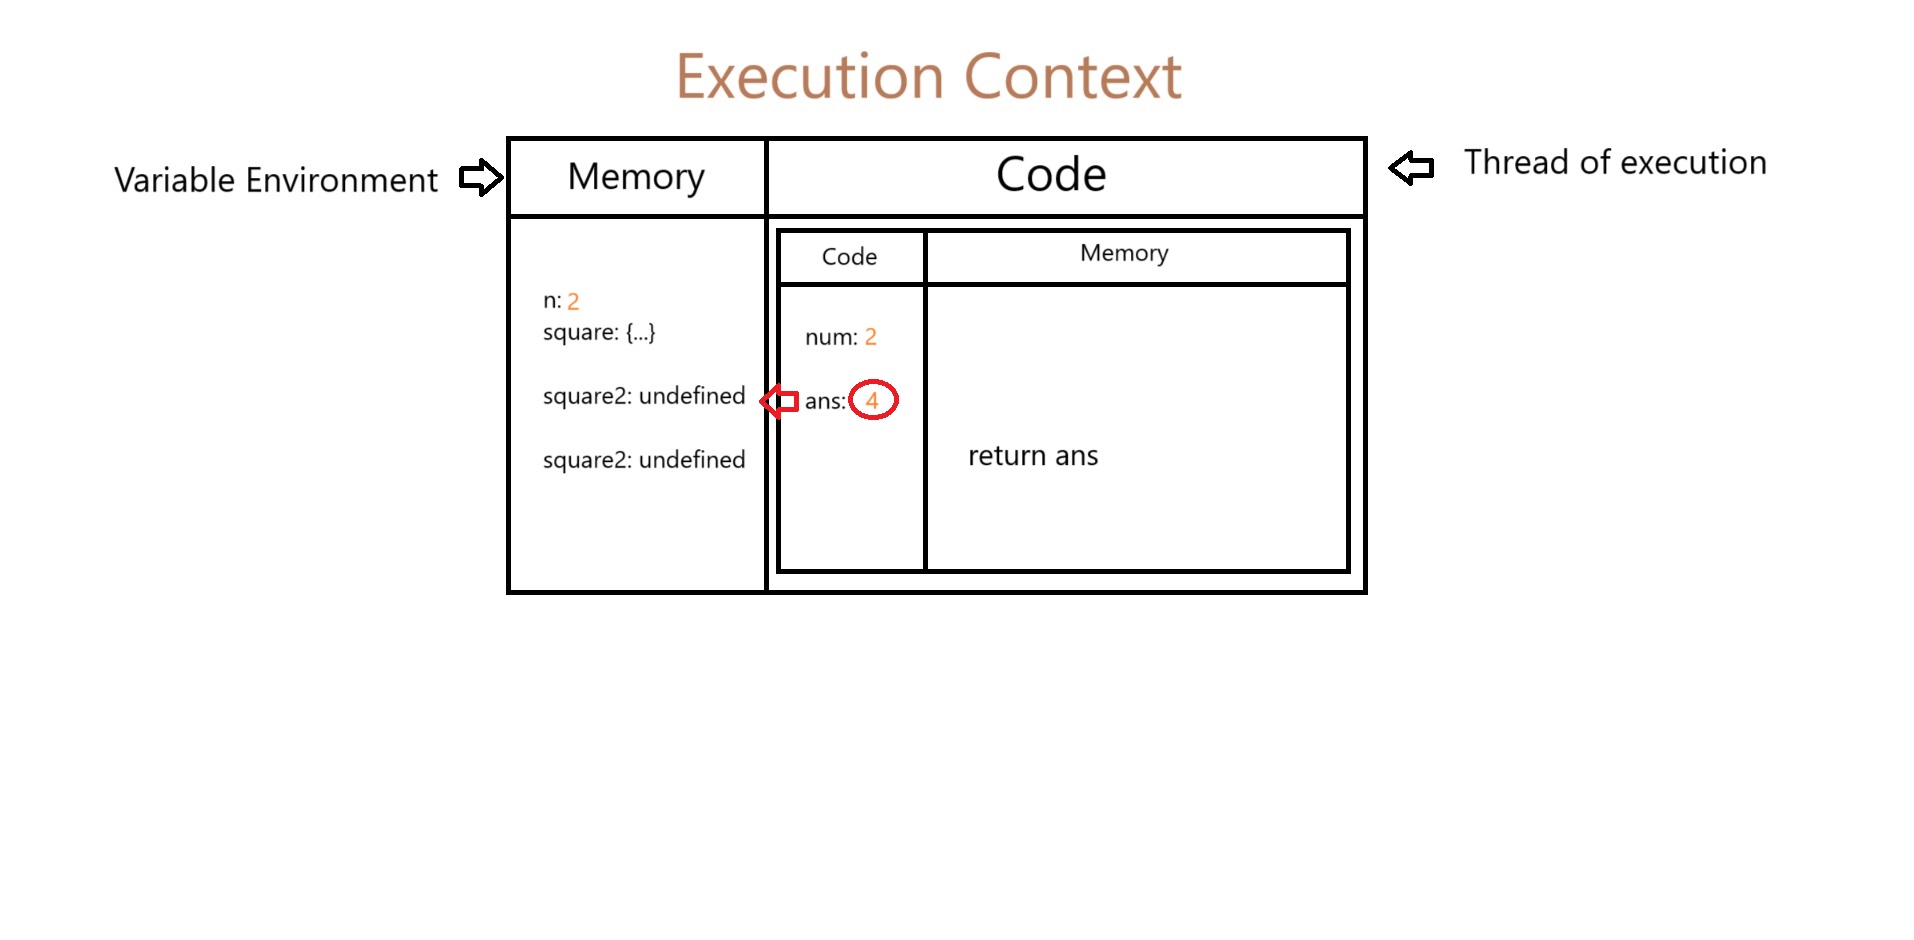 Execution Context
Variable Environment
Memory
Code
Thread of execution
n: 2
square: {...}
square2: undefined
square2: undefined
Code
Memory
num: 2
ans: 4
return ans